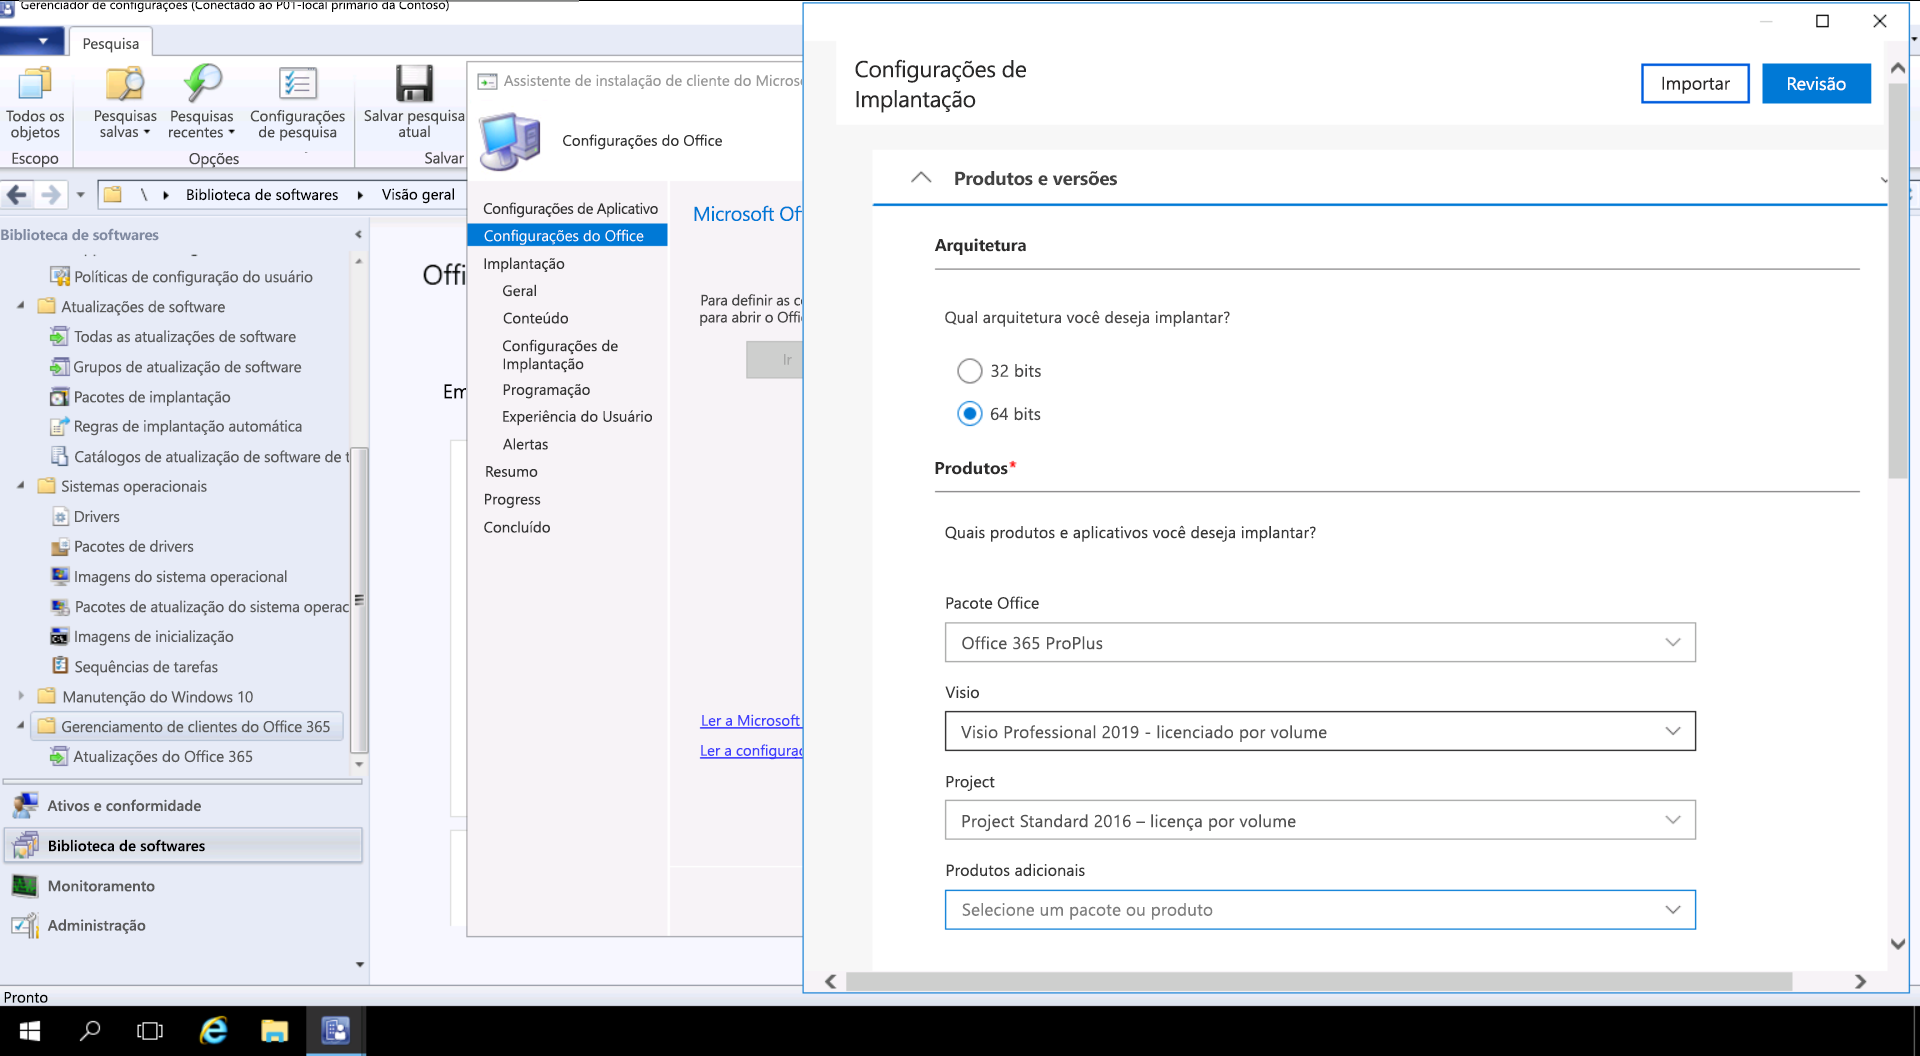 Gerenciador de configurações (Conectado ao P01-local primário da Contoso)
Pesquisa
Todos os objetos
Pesquisas salvas
Pesquisas recentes
Configurações de pesquisa
Salvar pesquisa atual
Escopo
Opções
Salvar
\ Biblioteca de softwares Visão geral
Biblioteca de softwares
Políticas de configuração do usuário
Atualizações de software
Todas as atualizações de software
Grupos de atualização de software
Pacotes de implantação
Regras de implantação automática
Catálogos de atualização de software de t
Sistemas operacionais
Drivers
Pacotes de drivers
Imagens do sistema operacional
Pacotes de atualização do sistema operac
Imagens de inicialização
Sequências de tarefas
Manutenção do Windows 10
Gerenciamento de clientes do Office 365
Atualizações do Office 365
Ativos e conformidade
Biblioteca de softwares
Monitoramento
Administração
Pronto
Offi
Em
Assistente de instalação de cliente do Micros
Configurações do Office
Configurações de Aplicativo
Configurações do Office
Implantação
Geral
Conteúdo
Configurações de
Implantação
Programação
Experiência do Usuário
Alertas
Resumo
Progress
Concluído
Microsoft Of
Para definir as c
para abrir o Offi
Ir
Ler a Microsoft
Ler a configuraç
Configurações de
Implantação
Importar
Revisão
Produtos e versões
Arquitetura
Qual arquitetura você deseja implantar?
32 bits
64 bits
Produtos*
Quais produtos e aplicativos você deseja implantar?
Pacote Office
Office 365 ProPlus
Visio
Visio Professional 2019 - licenciado por volume
Project
Project Standard 2016 – licença por volume
Produtos adicionais
Selecione um pacote ou produto